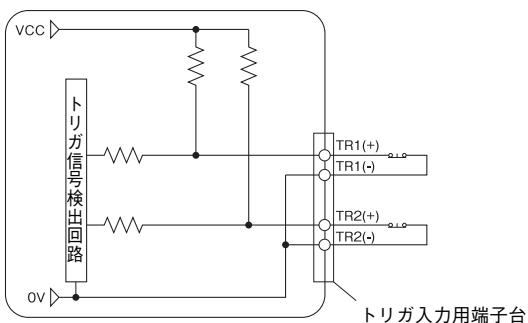 VCC
トリガ信号検出回路
TR1(+)
TR1(-)
TR2(+)
TR2(-)
0V
トリガ入力用端子台